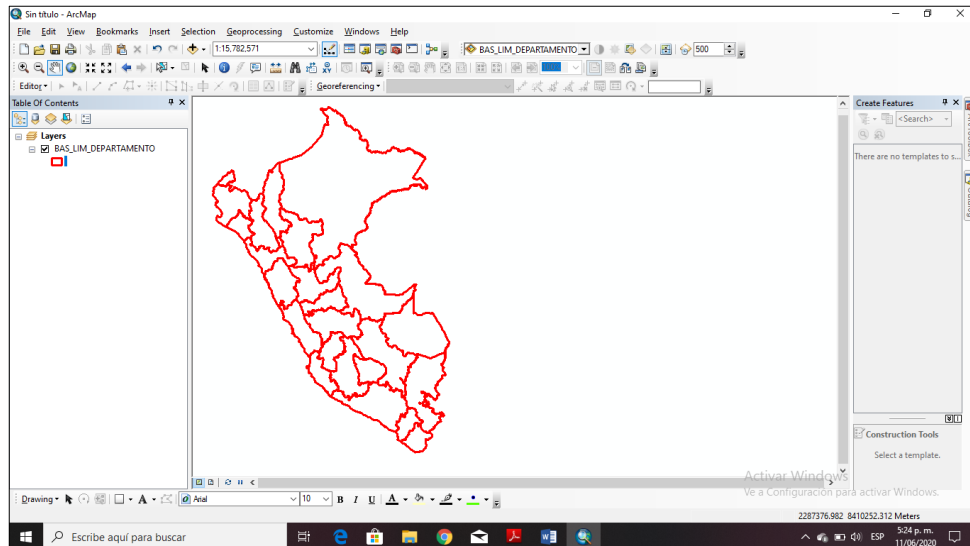 Sin título - ArcMap
File Edit View Bookmarks Insert Selection Geoprocessing Customize Windows Help
1:15.782.571
BAS_LIM_DEPARTAMENTO
500
Editor
Georeferencing
Table Of Contents
Layers
BAS_LIM_DEPARTAMENTO
Create Features
<Search>
There are no templates to s...
Construction Tools
Select a template.
Activar Windows
Ve a Configuración para activar Windows.
Drawing
A
Arial
10
B I U A
2287376.982 8410252.312 Meters
Escribe aquí para buscar
ESP
5:24 p. m.
11/06/2020